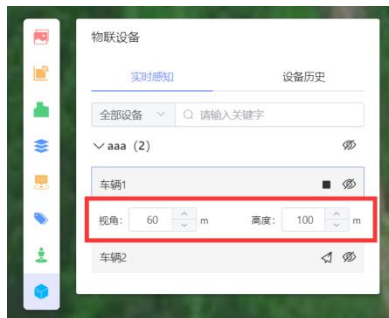 物联设备
实时感知 设备历史
全部设备 请输入关键字
aaa（2）
车辆1
视角： 60 m 高度： 100 m
车辆2